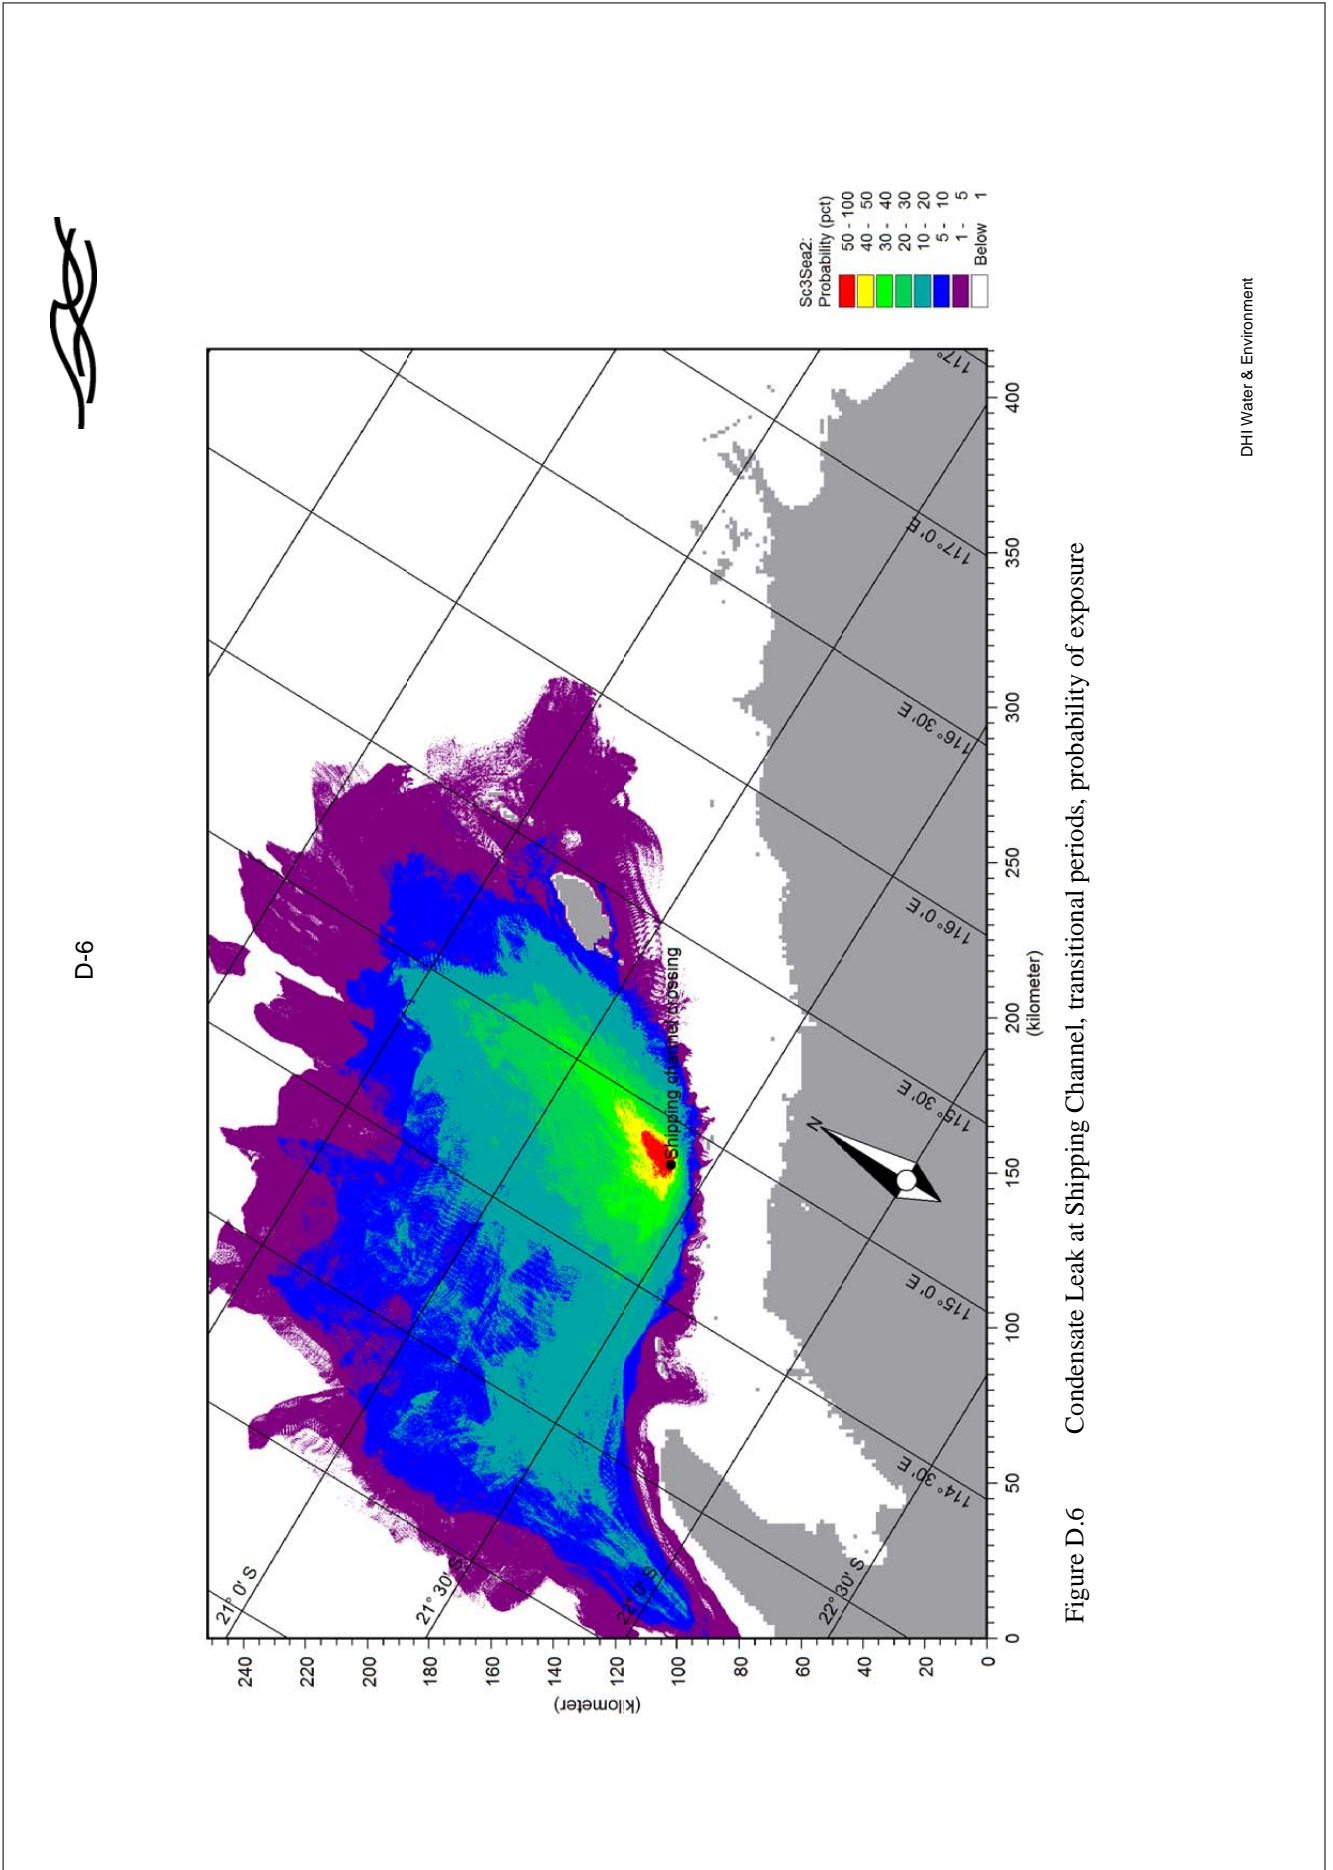 D-6
Sc3Sea2:
Probability (pct)
50 - 100
40 - 50
30 - 40
20 - 30
10 - 20
5 - 10
1 - 5
Below 1
240
220
200
180
160
140
120
100
80
60
40
20
0
(kilometer)
21° 0' S
21° 30' S
22° 0' S
22° 30' S
Shipping channel crossing
N
114° 30' E
115° 0' E
115° 30' E
116° 0' E
116° 30' E
117° 0' E
117°
0
50
100
150
200
250
300
350
400
(kilometer)
Figure D.6 Condensate Leak at Shipping Channel, transitional periods, probability of exposure
DHI Water & Environment